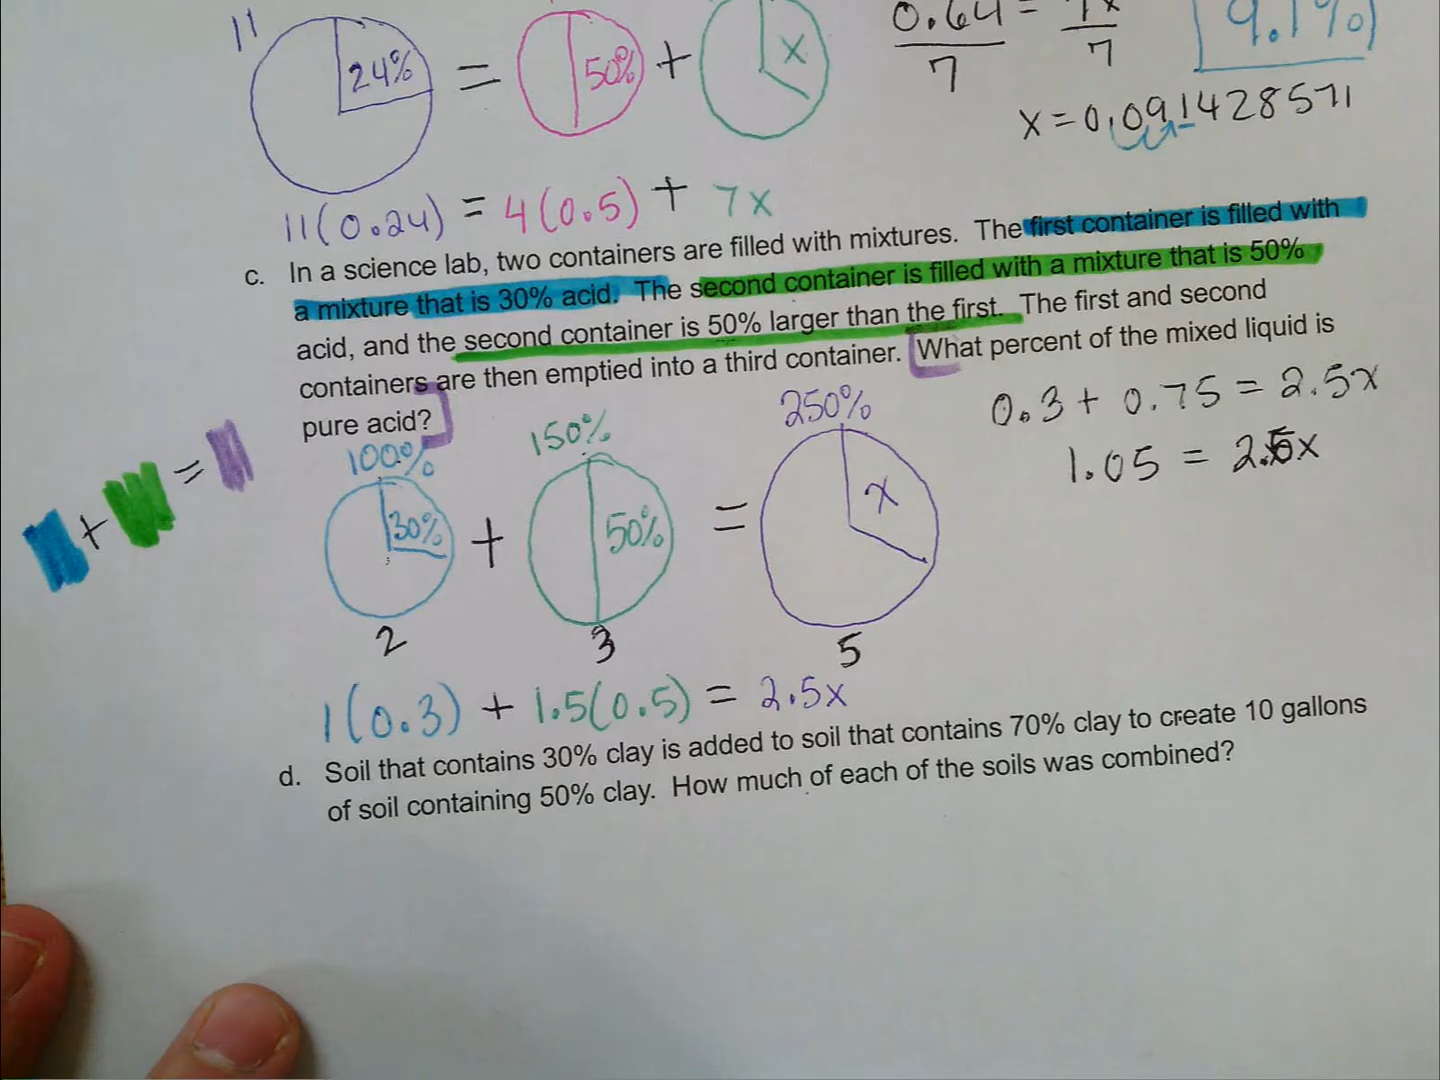 11
24% = 50% + x
0.64 = 7x
7 7
9.1%
x = 0.091428571
11(0.24) = 4(0.5) + 7x
c. In a science lab, two containers are filled with mixtures. The first container is filled with
a mixture that is 30% acid. The second container is filled with a mixture that is 50%
acid, and the second container is 50% larger than the first. The first and second
containers are then emptied into a third container. What percent of the mixed liquid is
pure acid?
100% 150% 250%
30% + 50% = x
2 3 5
+ =
0.3 + 0.75 = 2.5x
1.05 = 2.5x
1(0.3) + 1.5(0.5) = 2.5x
d. Soil that contains 30% clay is added to soil that contains 70% clay to create 10 gallons
of soil containing 50% clay. How much of each of the soils was combined?